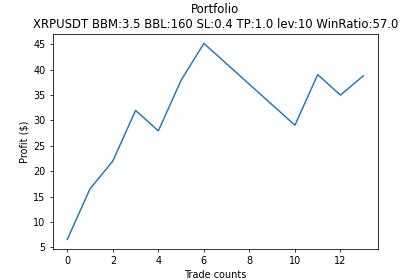 Portfolio
XRPUSDT BBM:3.5 BBL:160 SL:0.4 TP:1.0 lev:10 WinRatio:57.0
45
40
35
30
25
20
15
10
5
Profit ($)
0 2 4 6 8 10 12
Trade counts